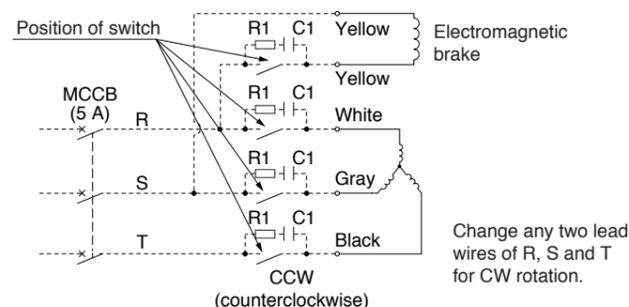 Position of switch
R1 C1 Yellow
Electromagnetic
brake
Yellow
MCCB
(5 A)
R1 C1
R
White
R1 C1
S
Gray
R1 C1
T
Black
Change any two lead
wires of R, S and T
for CW rotation.
CCW
(counterclockwise)